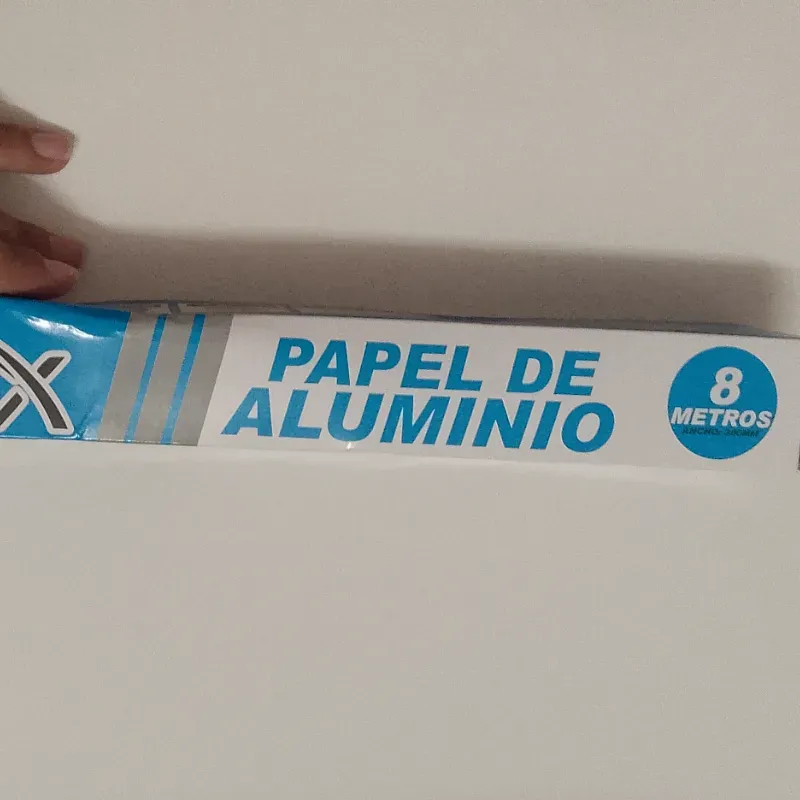 X
PAPEL DE
ALUMINIO
8
METROS